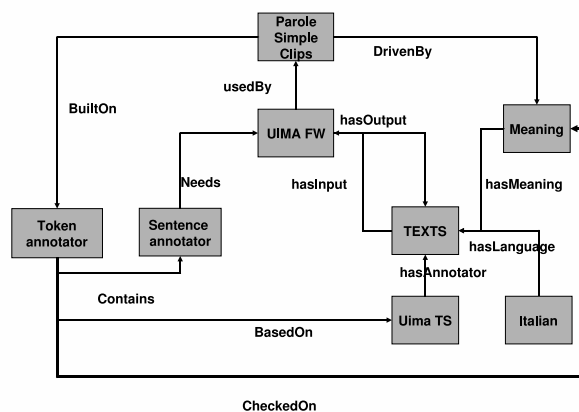 Parole
Simple
Clips
DrivenBy
usedBy
BuiltOn
UIMA FW
hasOutput
Meaning
Needs
hasInput
hasMeaning
Token
annotator
Sentence
annotator
TEXTS
hasLanguage
hasAnnotator
Contains
Uima TS
Italian
BasedOn
CheckedOn